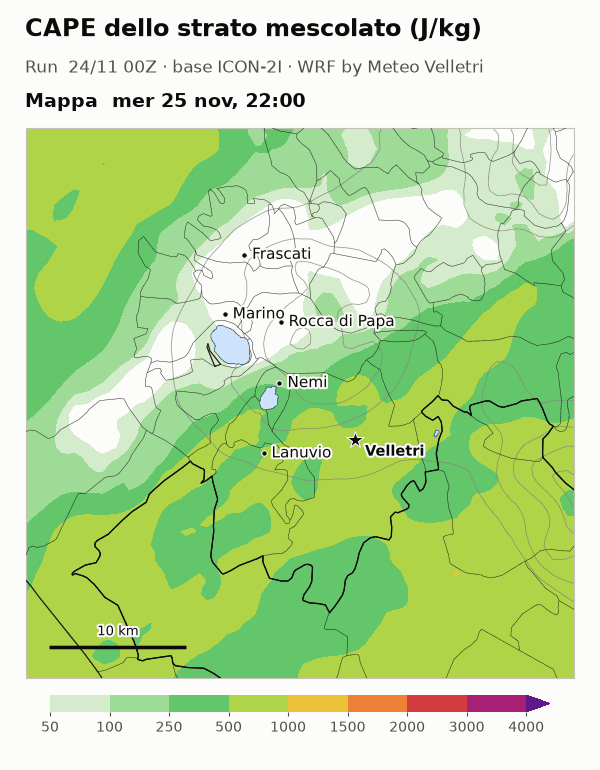 CAPE dello strato mescolato (J/kg)
Run  24/11 00Z · base ICON-2I · WRF by Meteo Velletri
Mappa  mer 25 nov, 22:00
Frascati
Marino
Rocca di Papa
Nemi
Velletri
Lanuvio
10 km
50 100 250 500 1000 1500 2000 3000 4000